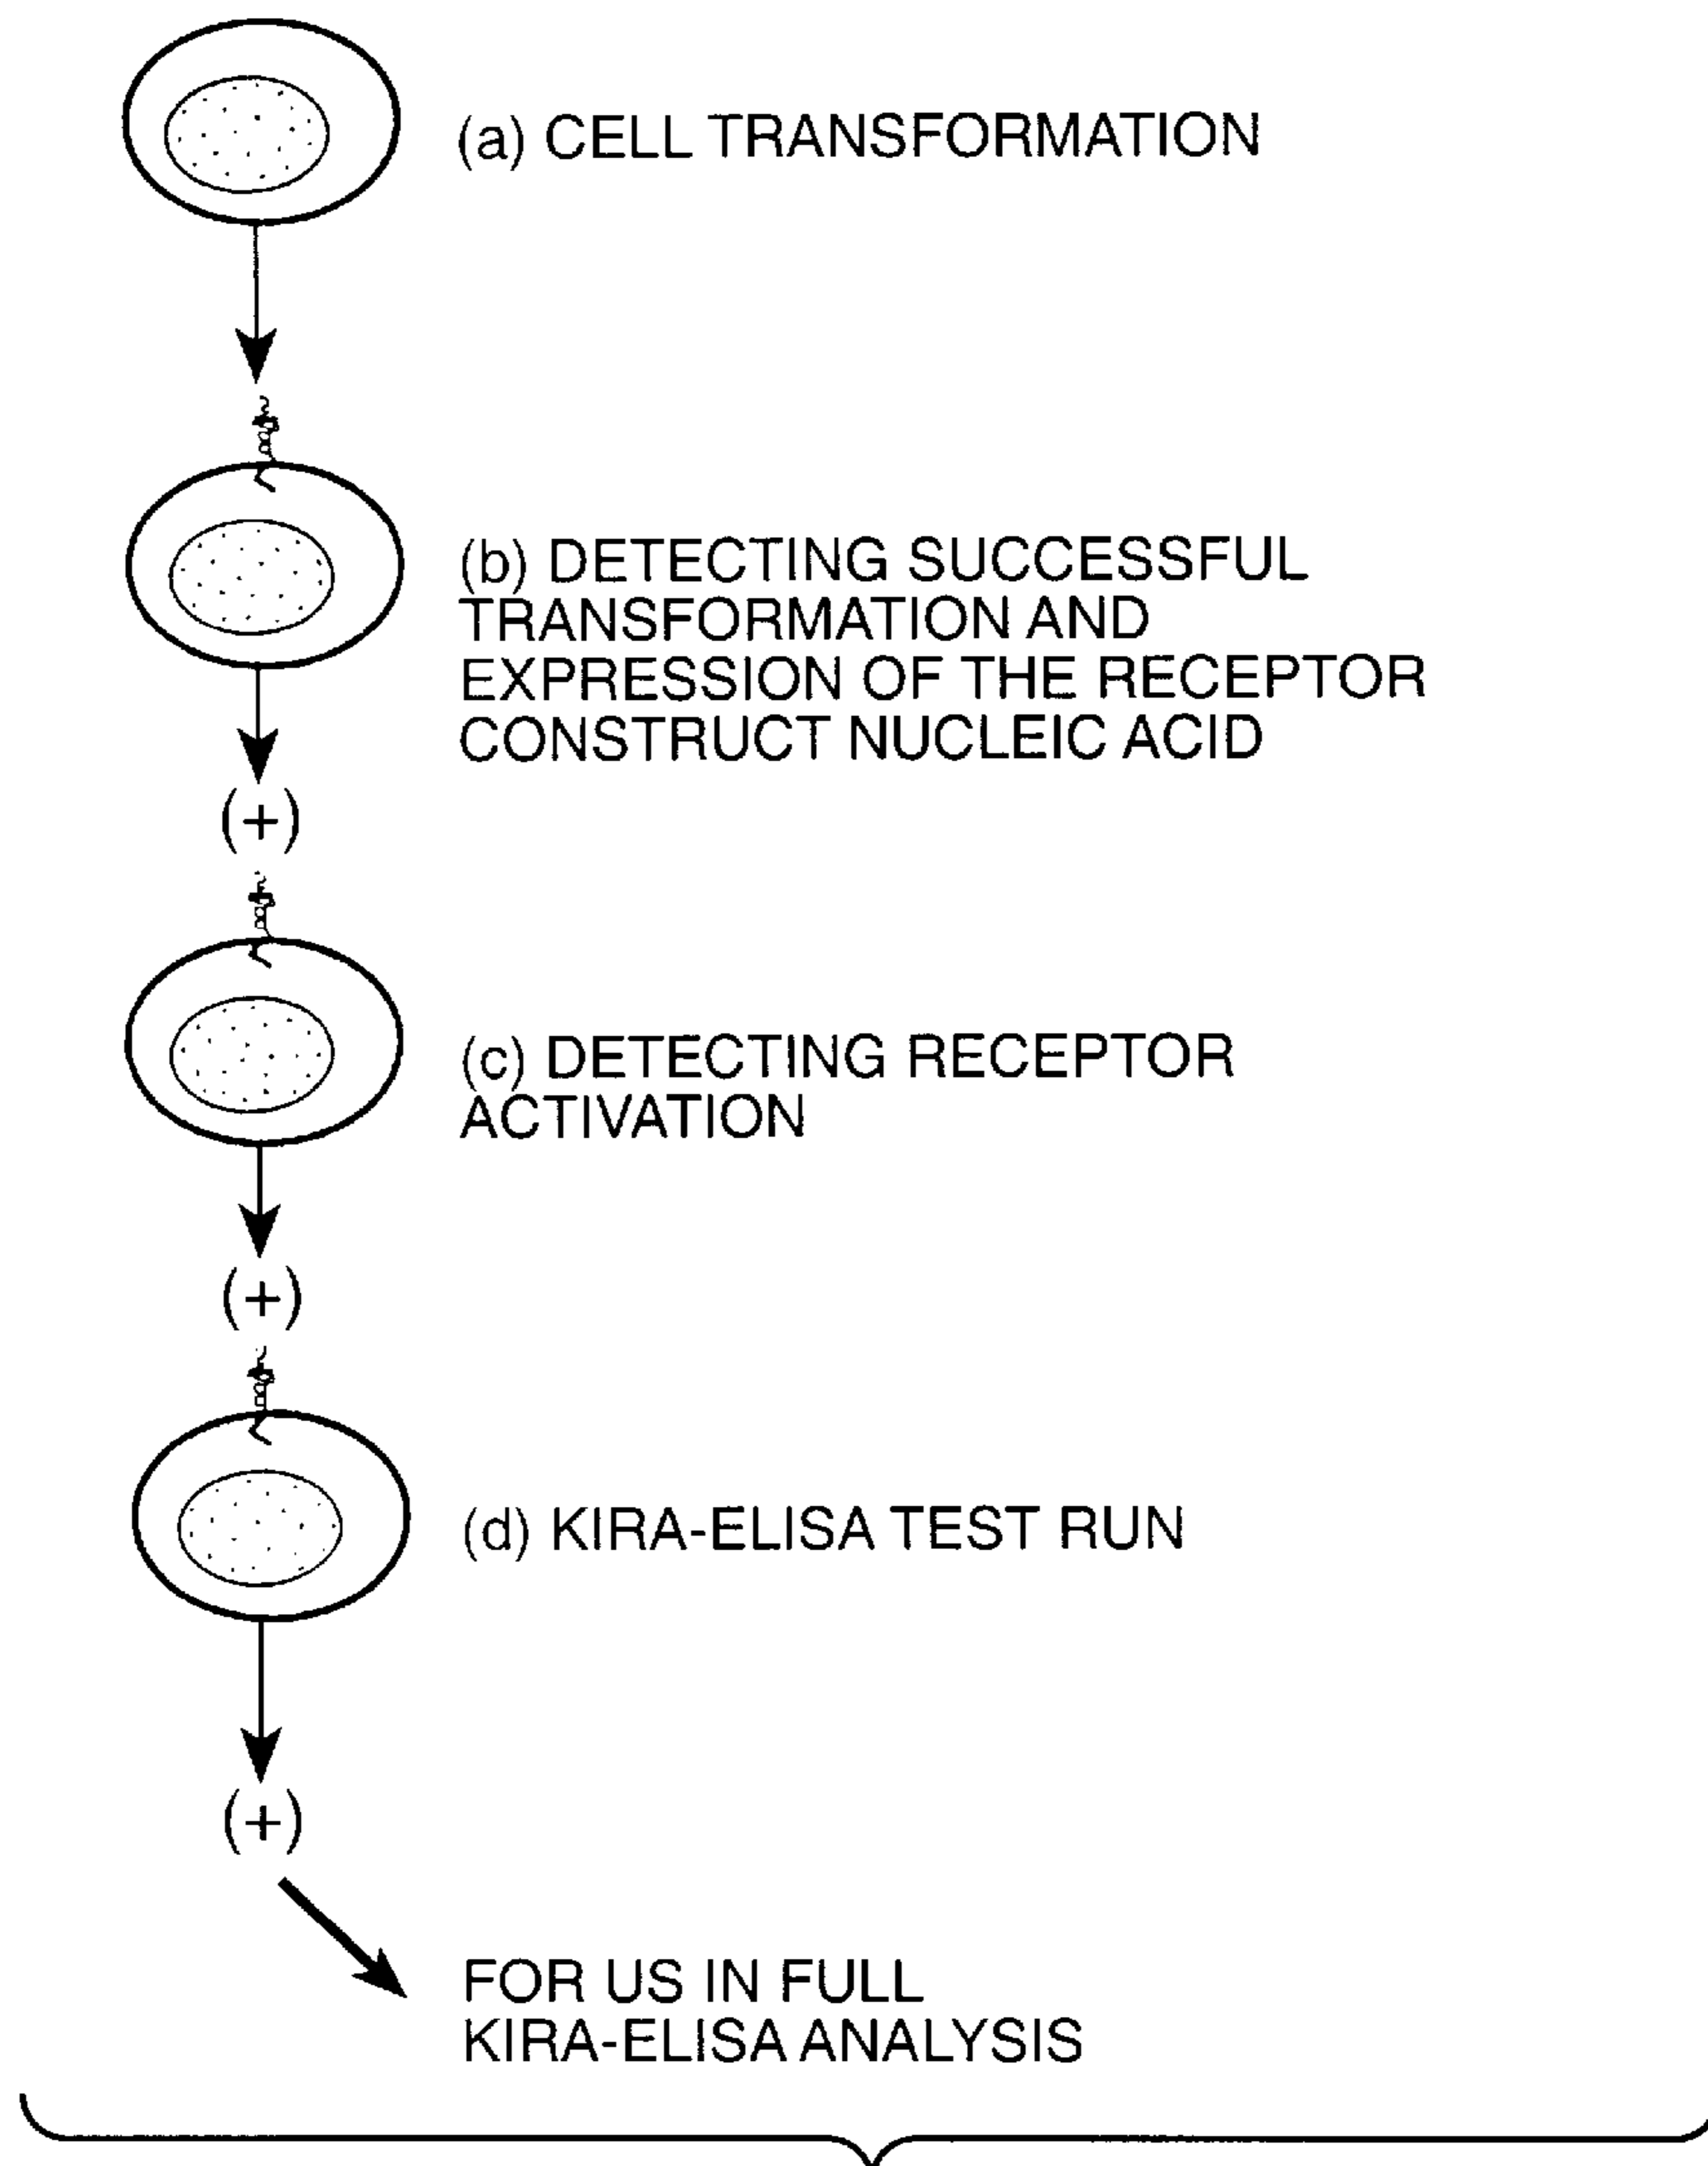 (a) CELL TRANSFORMATION
(b) DETECTING SUCCESSFUL
TRANSFORMATION AND
EXPRESSION OF THE RECEPTOR
CONSTRUCT NUCLEIC ACID
(+)
(c) DETECTING RECEPTOR
ACTIVATION
(+)
(d) KIRA-ELISA TEST RUN
(+)
FOR US IN FULL
KIRA-ELISA ANALYSIS